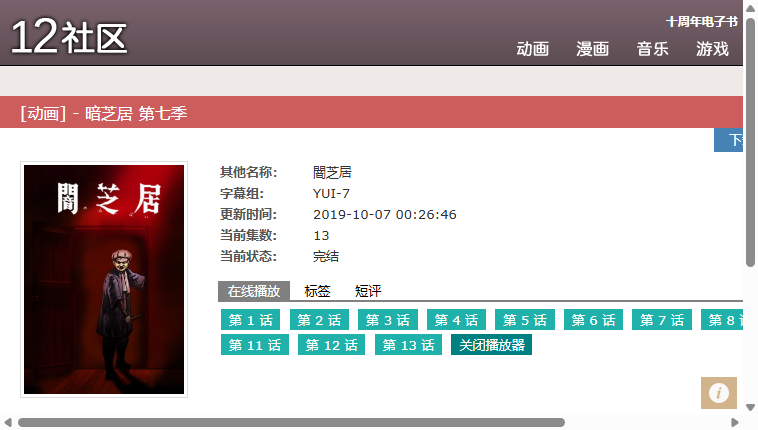 12社区
十周年电子书
动画 漫画 音乐 游戏
[动画] - 暗芝居 第七季
下
闇芝居
其他名称: 闇芝居
字幕组: YUI-7
更新时间: 2019-10-07 00:26:46
当前集数: 13
当前状态: 完结
在线播放 标签 短评
第 1 话 第 2 话 第 3 话 第 4 话 第 5 话 第 6 话 第 7 话 第 8
第 11 话 第 12 话 第 13 话 关闭播放器